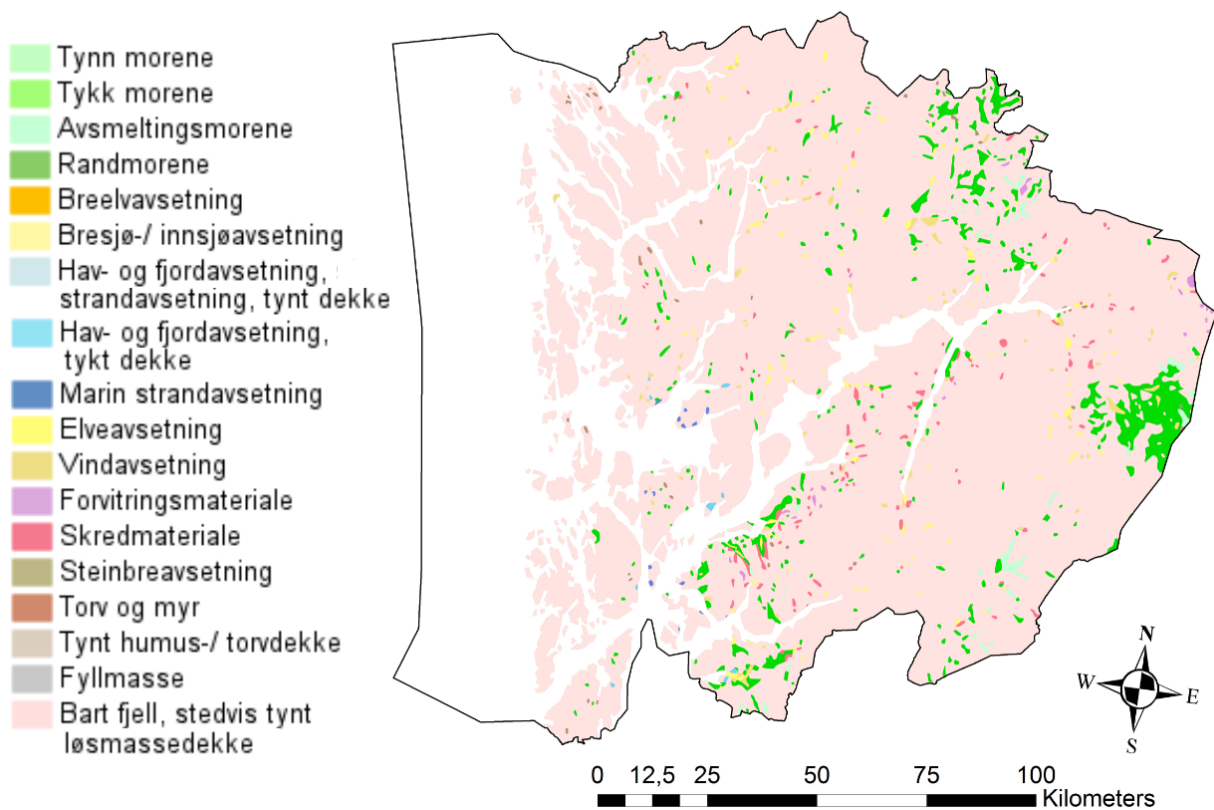 Tynn morene
Tykk morene
Avsmeltingsmorene
Randmorene
Breelvavsetning
Bresjø-/ innsjøavsetning
Hav- og fjordavsetning,
strandavsetning, tynt dekke
Hav- og fjordavsetning,
tykt dekke
Marin strandavsetning
Elveavsetning
Vindavsetning
Forvitringsmateriale
Skredmateriale
Steinbreavsetning
Torv og myr
Tynt humus-/ torvdekke
Fyllmasse
Bart fjell, stedvis tynt
løsmassedekke
N
W E
S
0 12,5 25 50 75 100
Kilometers